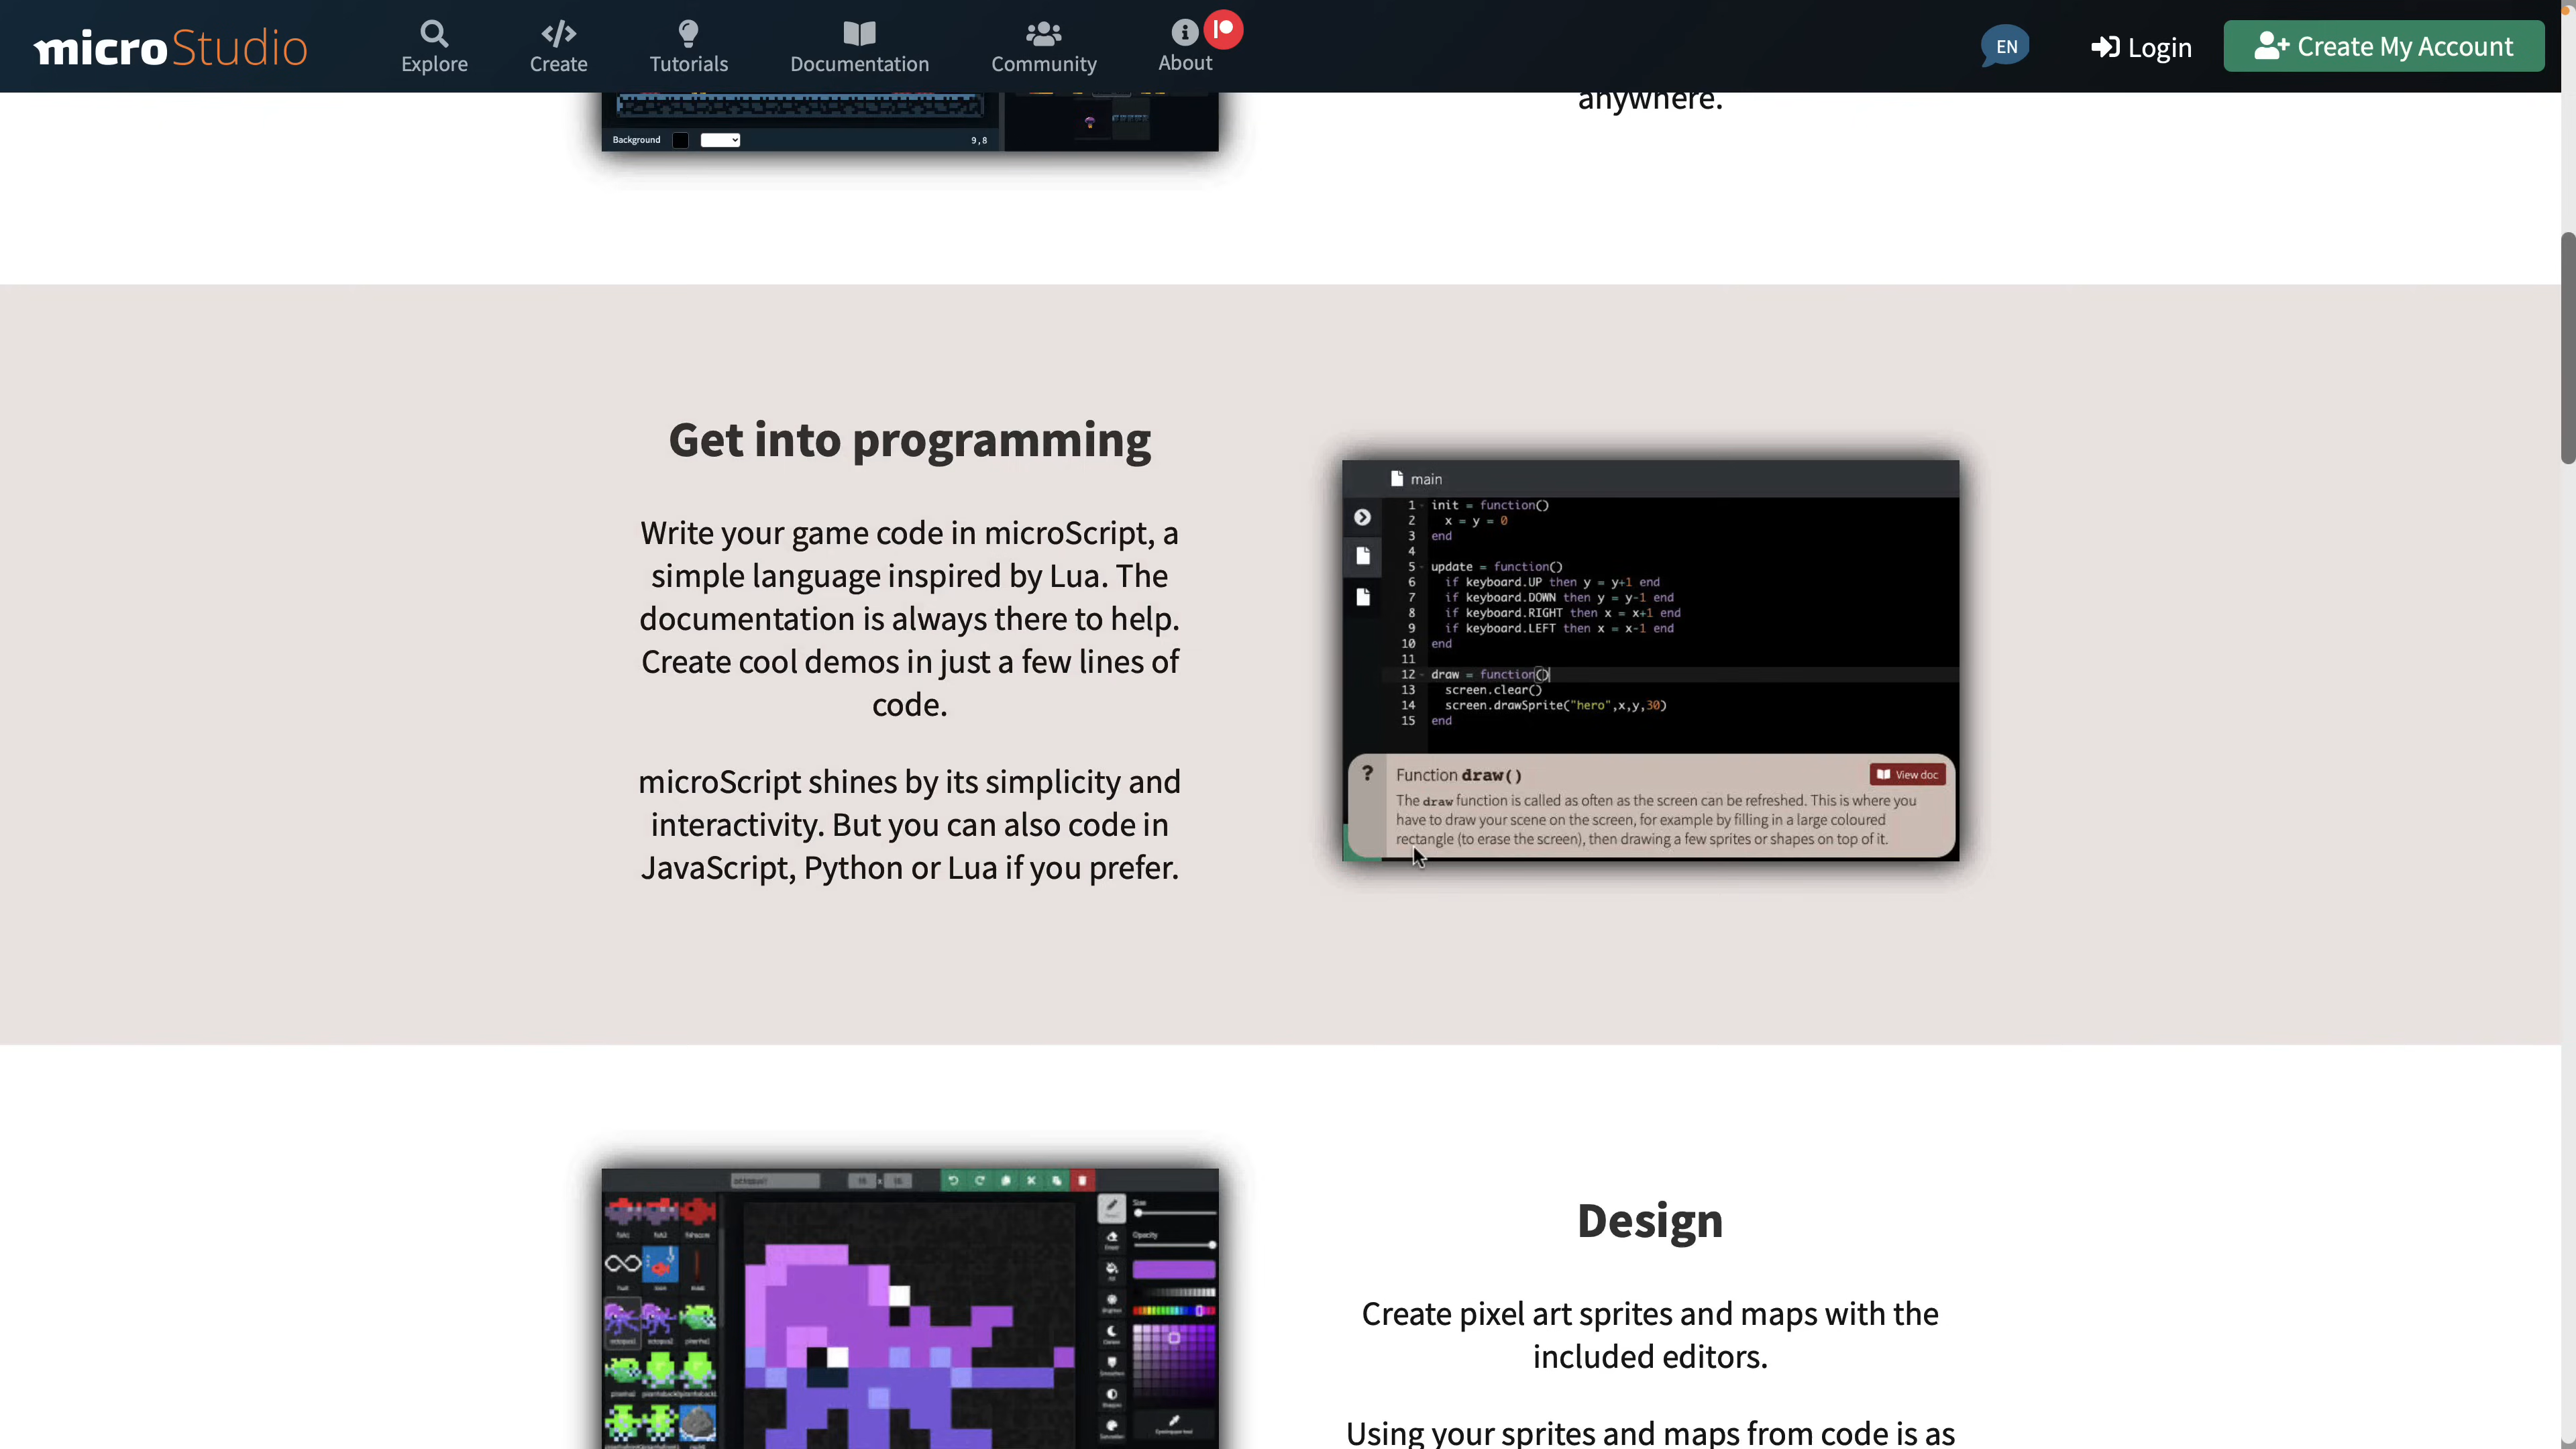 microStudio
Explore
Create
Tutorials
Documentation
Community
About
EN
Login
Create My Account
anywhere.
Background
9,8
Get into programming
Write your game code in microScript, a
simple language inspired by Lua. The
documentation is always there to help.
Create cool demos in just a few lines of
code.
microScript shines by its simplicity and
interactivity. But you can also code in
JavaScript, Python or Lua if you prefer.
main
1 init = function()
2 x = y = 0
3 end
4
5 update = function()
6 if keyboard.UP then y = y+1 end
7 if keyboard.DOWN then y = y-1 end
8 if keyboard.RIGHT then x = x+1 end
9 if keyboard.LEFT then x = x-1 end
10 end
11
12 draw = function()
13 screen.clear()
14 screen.drawSprite("hero",x,y,30)
15 end
? Function draw()
View doc
The draw function is called as often as the screen can be refreshed. This is where you
have to draw your scene on the screen, for example by filling in a large coloured
rectangle (to erase the screen), then drawing a few sprites or shapes on top of it.
Size
Opacity
Design
Create pixel art sprites and maps with the
included editors.
Using your sprites and maps from code is as